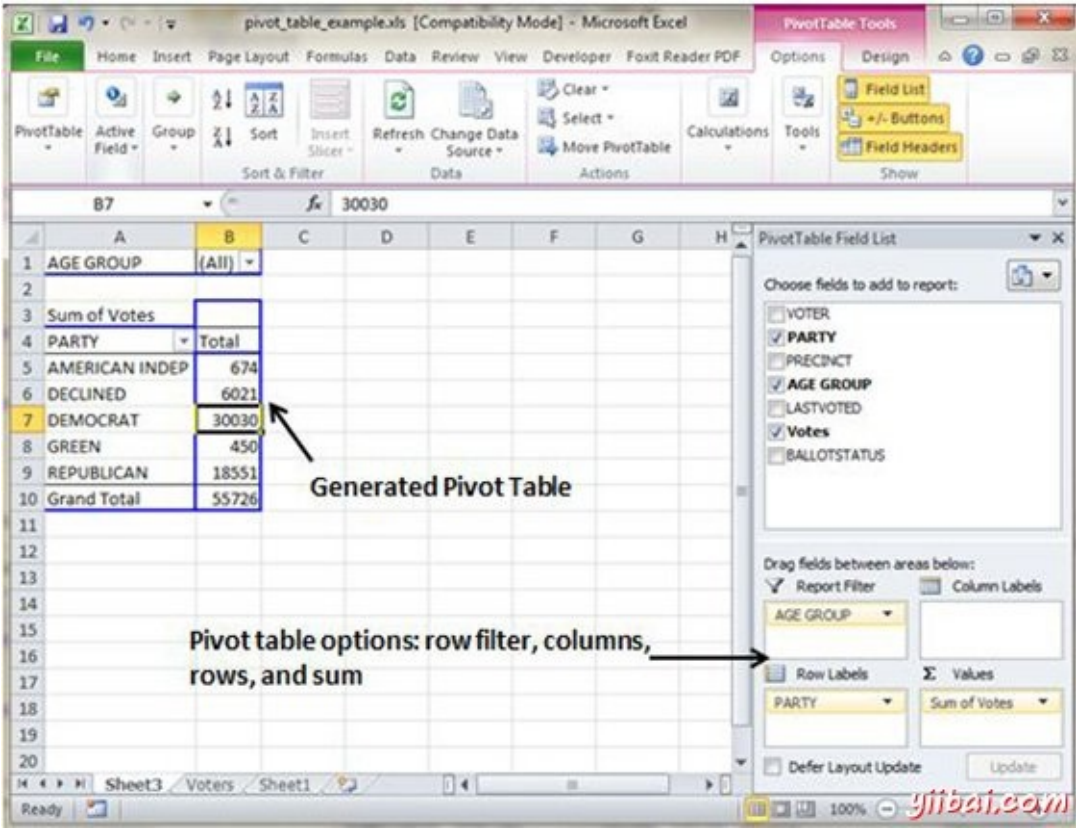 pivot_table_example.xls [Compatibility Mode] - Microsoft Excel
PivotTable Tools
File Home Insert Page Layout Formulas Data Review View Developer Foxit Reader PDF Options Design
PivotTable
Active Field
Group
Sort
Insert Slicer
Sort & Filter
Refresh
Change Data Source
Data
Clear
Select
Move PivotTable
Actions
Calculations
Tools
Field List
+/- Buttons
Field Headers
Show
B7 fx 30030
A B C D E F G H
1 AGE GROUP (All)
2
3 Sum of Votes
4 PARTY Total
5 AMERICAN INDEP 674
6 DECLINED 6021
7 DEMOCRAT 30030
8 GREEN 450
9 REPUBLICAN 18551
10 Grand Total 55726
11
12
13
14
15
16
17
18
19
20
Generated Pivot Table
Pivot table options: row filter, columns,
rows, and sum
PivotTable Field List
Choose fields to add to report:
VOTER
PARTY
PRECINCT
AGE GROUP
LASTVOTED
Votes
BALLOTSTATUS
Drag fields between areas below:
Report Filter Column Labels
AGE GROUP
Row Labels Σ Values
PARTY Sum of Votes
Defer Layout Update Update
Sheet3 Voters Sheet1
Ready 100%
yiibai.com